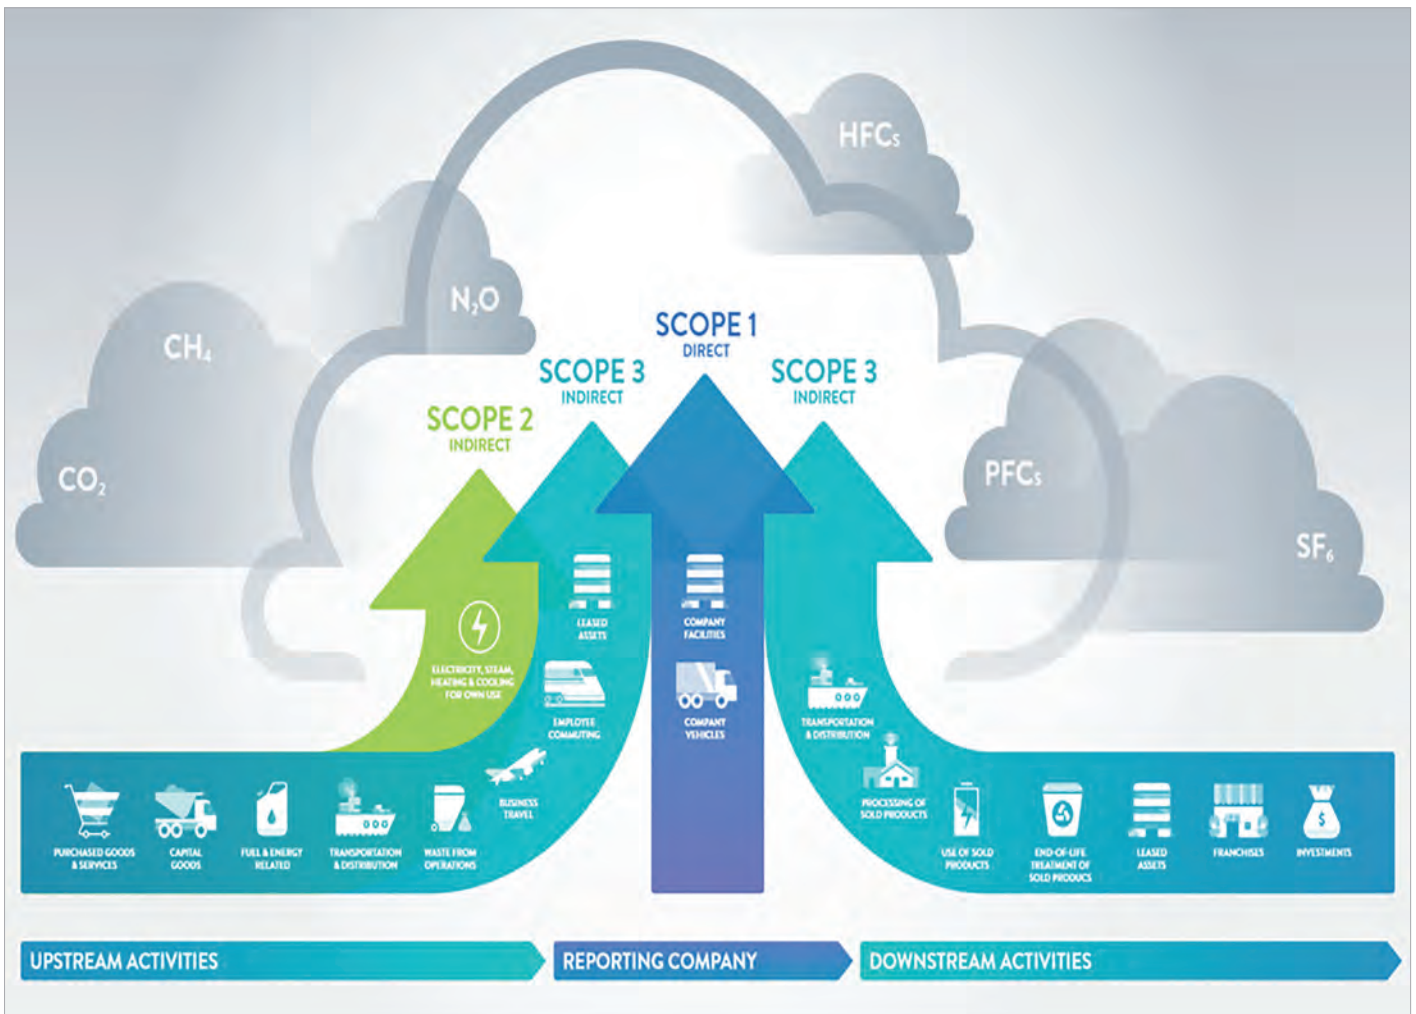 HFCs
N₂O
CH₄
CO₂
PFCs
SF₆
SCOPE 1
DIRECT
SCOPE 3
INDIRECT
SCOPE 3
INDIRECT
SCOPE 2
INDIRECT
ELECTRICITY, STEAM,
HEATING & COOLING
FOR OWN USE
LEASED
ASSETS
EMPLOYEE
COMMUTING
BUSINESS
TRAVEL
COMPANY
FACILITIES
COMPANY
VEHICLES
TRANSPORTATION
& DISTRIBUTION
PROCESSING OF
SOLD PRODUCTS
PURCHASED GOODS
& SERVICES
CAPITAL
GOODS
FUEL & ENERGY
RELATED
TRANSPORTATION
& DISTRIBUTION
WASTE FROM
OPERATIONS
USE OF SOLD
PRODUCTS
END-OF-LIFE
TREATMENT OF
SOLD PRODUCS
LEASED
ASSETS
FRANCHISES
$
INVESTMENTS
UPSTREAM ACTIVITIES
REPORTING COMPANY
DOWNSTREAM ACTIVITIES